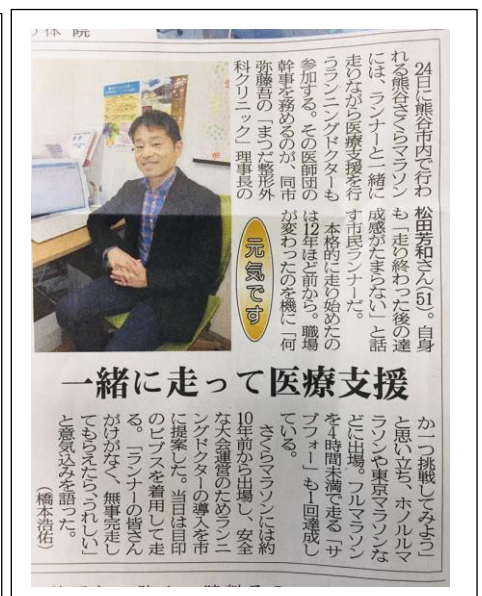 元気です
一緒に走って医療支援
24日に熊谷市内で行わ
れる熊谷さくらマラソン
には、ランナーと一緒に
走りながら医療支援を行
うランニングドクターも
参加する。その医師団の
幹事を務めるのが、同市
弥藤吾の「まつだ整形外
科クリニック」理事長の
松田芳和さん(51)。自身
も「走り終わった後の達
成感がたまらない」と話
す市民ランナーだ。
本格的に走り始めたの
は12年ほど前から。職場
が変わったのを機に「何
か一つ挑戦してみよう」
と思い立ち、ホノルルマ
ラソンや東京マラソンな
どに出場。フルマラソン
を4時間未満で走る「サ
ブフォー」も1回達成し
ている。
さくらマラソンには約
10年前から出場し、安全
な大会運営のためランニ
ングドクターの導入を市
に提案した。当日は目印
のビブスを着用して走
る。「ランナーの皆さん
がけがなく、無事完走し
てもらえたら、うれしい」
と意気込みを語った。
(橋本浩佑)